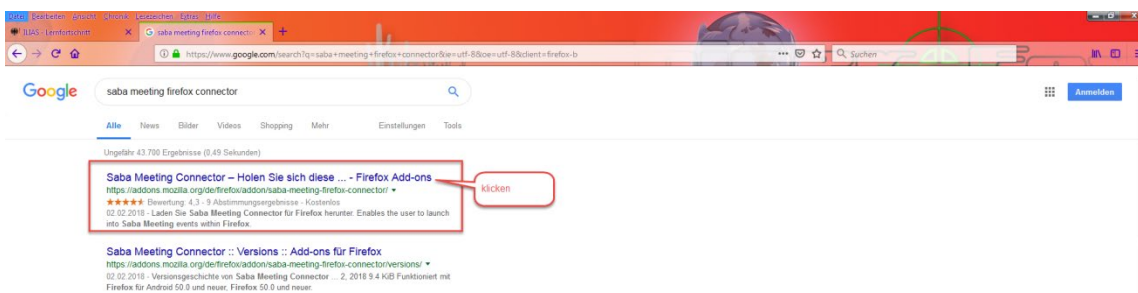 Datei Bearbeiten Ansicht Chronik Lesezeichen Extras Hilfe
ILIAS - Lernfortschritt
saba meeting firefox connector
https://www.google.com/search?q=saba+meeting+firefox+connector&ie=utf-8&oe=utf-8&client=firefox-b
Suchen
Google
saba meeting firefox connector
Anmelden
Alle News Bilder Videos Shopping Mehr Einstellungen Tools
Ungefähr 43.700 Ergebnisse (0,49 Sekunden)
Saba Meeting Connector – Holen Sie sich diese ... - Firefox Add-ons
klicken
https://addons.mozilla.org/de/firefox/addon/saba-meeting-firefox-connector/
Bewertung: 4,3 - 9 Abstimmungsergebnisse - Kostenlos
02.02.2018 - Laden Sie Saba Meeting Connector für Firefox herunter. Enables the user to launch
into Saba Meeting events within Firefox.
Saba Meeting Connector :: Versions :: Add-ons für Firefox
https://addons.mozilla.org/de/firefox/addon/saba-meeting-firefox-connector/versions/
02.02.2018 - Versionsgeschichte von Saba Meeting Connector ... 2, 2018 9.4 KiB Funktioniert mit
Firefox für Android 50.0 und neuer, Firefox 50.0 und neuer.